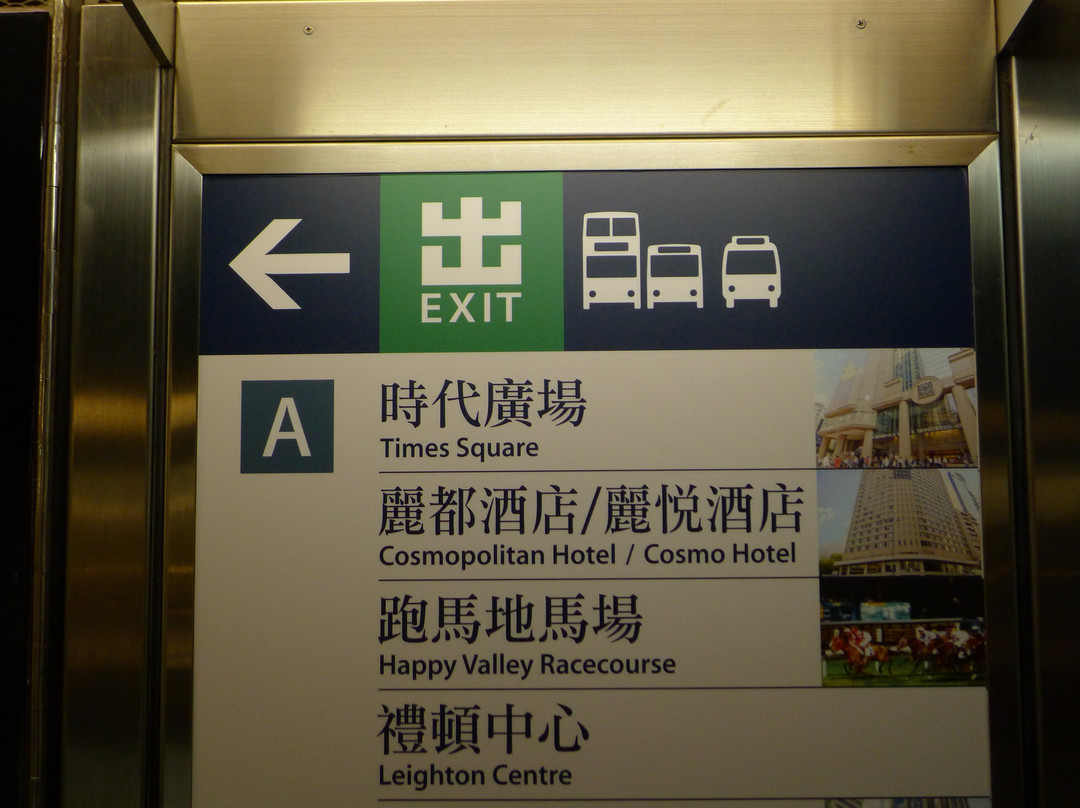 出
EXIT
A
時代廣場
Times Square
麗都酒店/麗悦酒店
Cosmopolitan Hotel / Cosmo Hotel
跑馬地馬場
Happy Valley Racecourse
禮頓中心
Leighton Centre